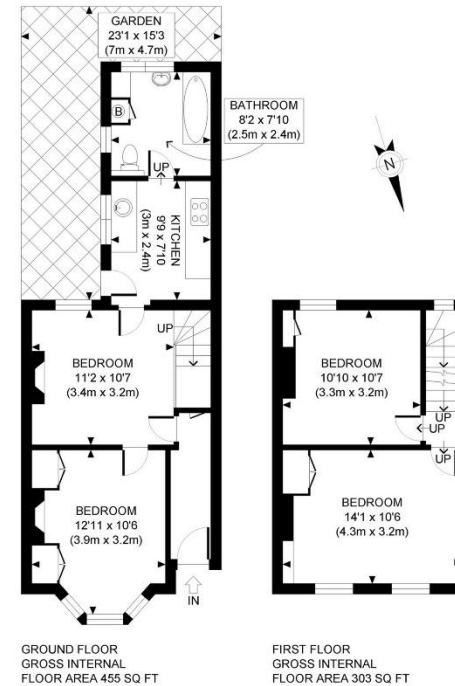 GARDEN
23'1 x 15'3
(7m x 4.7m)
B
BATHROOM
8'2 x 7'10
(2.5m x 2.4m)
UP
N
KITCHEN
9'9 x 7'10
(3m x 2.4m)
UP
BEDROOM
11'2 x 10'7
(3.4m x 3.2m)
BEDROOM
12'11 x 10'6
(3.9m x 3.2m)
IN
GROUND FLOOR
GROSS INTERNAL
FLOOR AREA 455 SQ FT
BEDROOM
10'10 x 10'7
(3.3m x 3.2m)
UP
UP
UP
BEDROOM
14'1 x 10'6
(4.3m x 3.2m)
FIRST FLOOR
GROSS INTERNAL
FLOOR AREA 303 SQ FT